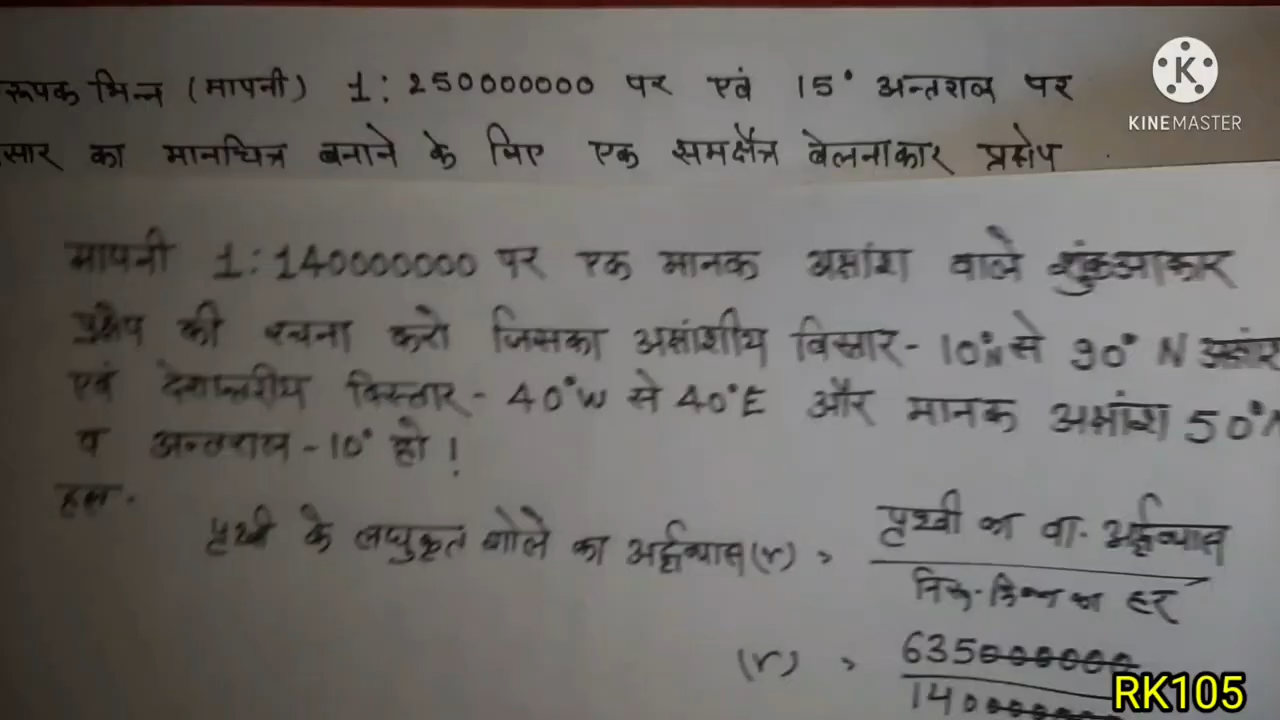 रूपक भिन्न (मापनी) 1: 250000000 पर एवं 15° अन्तराल पर
सार का मानचित्र बनाने के लिए एक समक्षेत्र बेलनाकार प्रक्षेप
KINEMASTER
मापनी 1:140000000 पर एक मानक अक्षांश वाले शंकुआकार
प्रक्षेप की रचना करो जिसका अक्षांशीय विस्तार - 10°N से 90° N अक्षांश
एवं देशान्तरीय विस्तार - 40°W से 40°E और मानक अक्षांश 50°N
व अन्तराल - 10° हो !
हल.
पृथ्वी के लघुकृत गोले का अर्द्धव्यास (r) = पृथ्वी का वा. अर्द्धव्यास
नि.-भिन्न का हर
(r) = 635000000
140000000
RK105